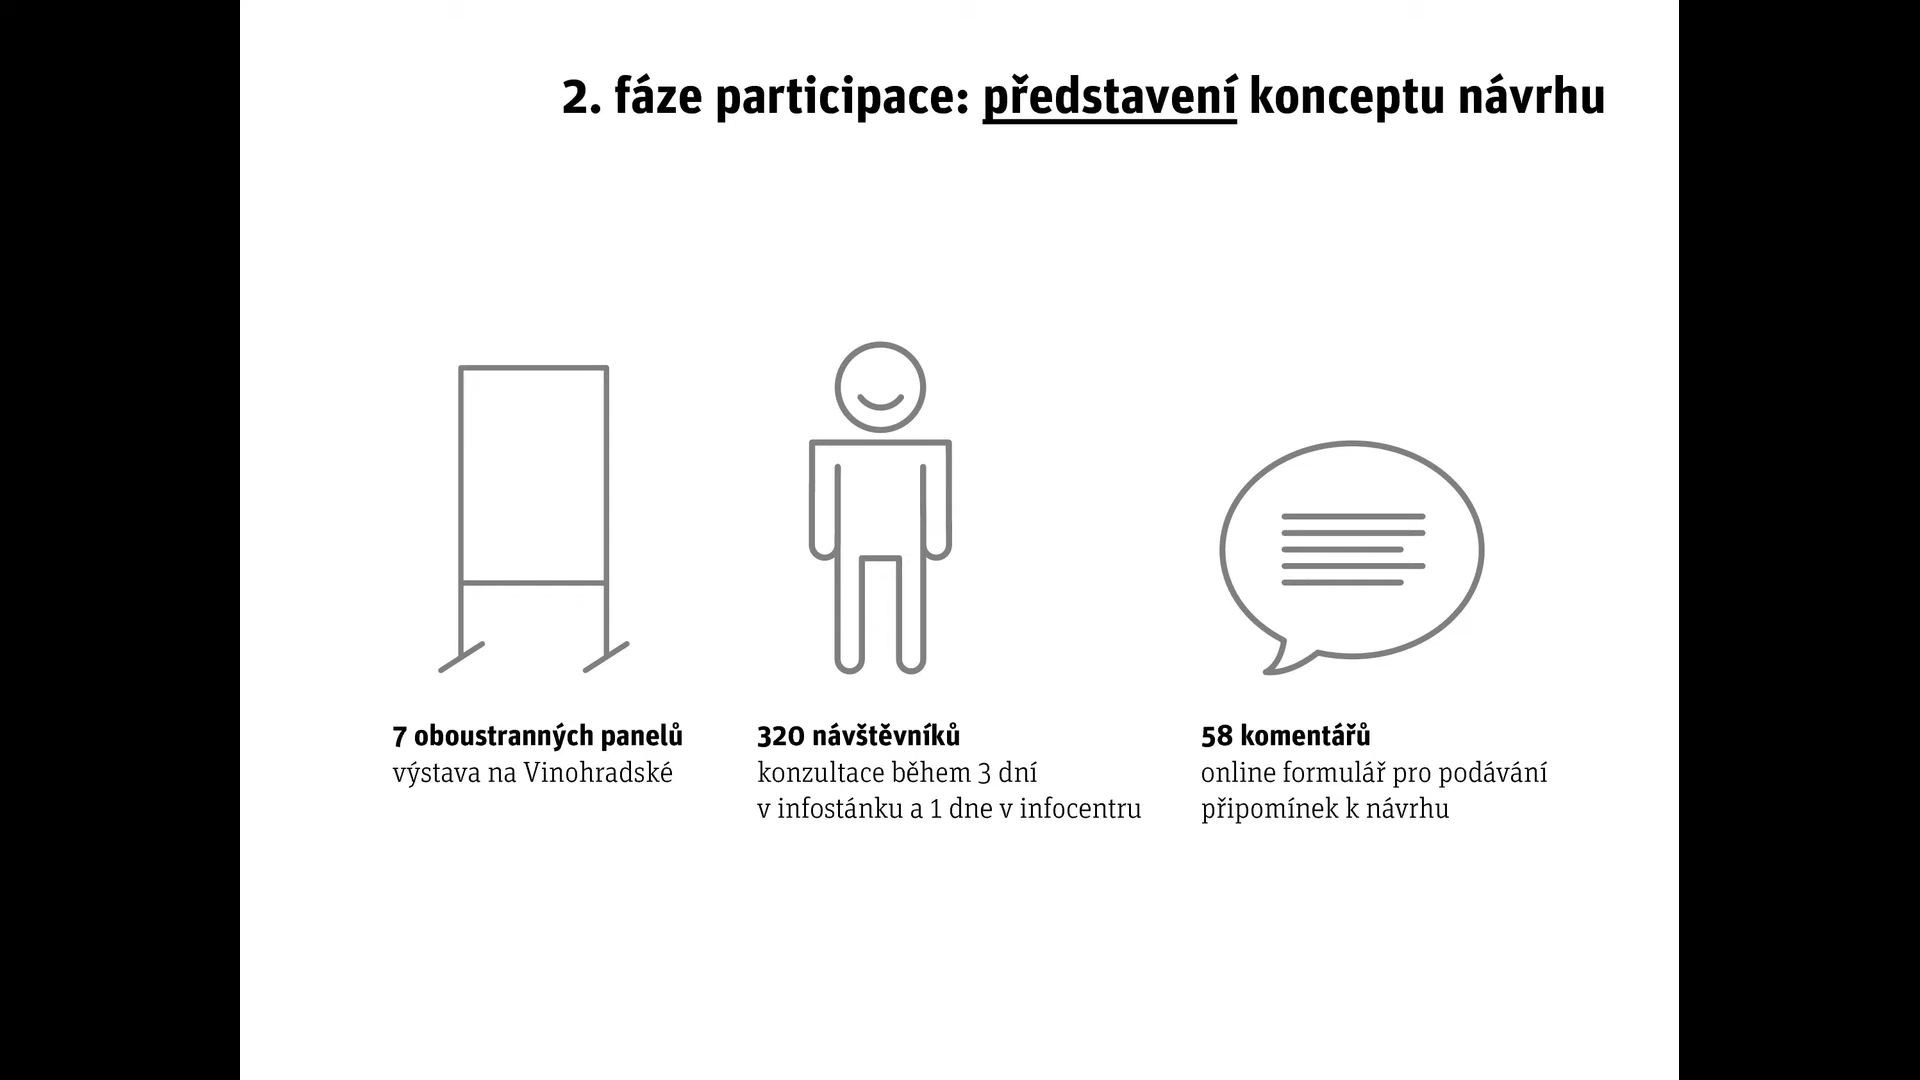 2. fáze participace: představení konceptu návrhu
7 oboustranných panelů
výstava na Vinohradské
320 návštěvníků
konzultace během 3 dní
v infostánku a 1 dne v infocentru
58 komentářů
online formulář pro podávání
připomínek k návrhu